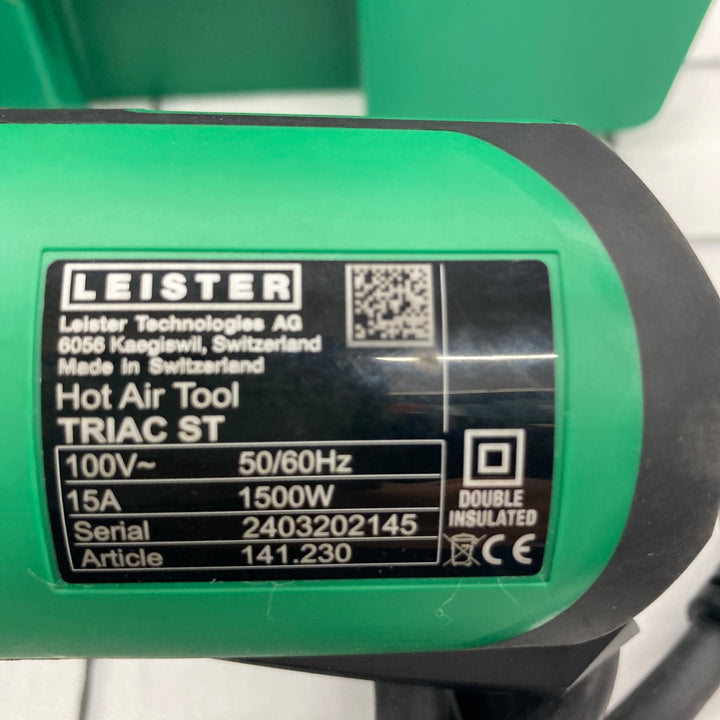 LEISTER
Leister Technologies AG
6056 Kaegiswil, Switzerland
Made in Switzerland
Hot Air Tool
TRIAC ST
100V~ 50/60Hz
15A 1500W
Serial 2403202145
Article 141.230
DOUBLE
INSULATED
CE